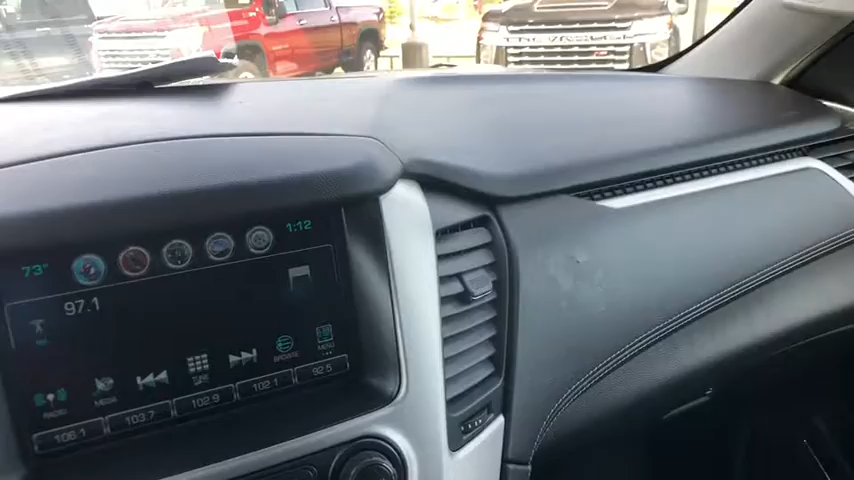 CHEVROLET
1:12
73°
97.1
TUNE
UPDATE
MENU
RADIO
MEDIA
106.1 103.7 102.9 102.1 92.5